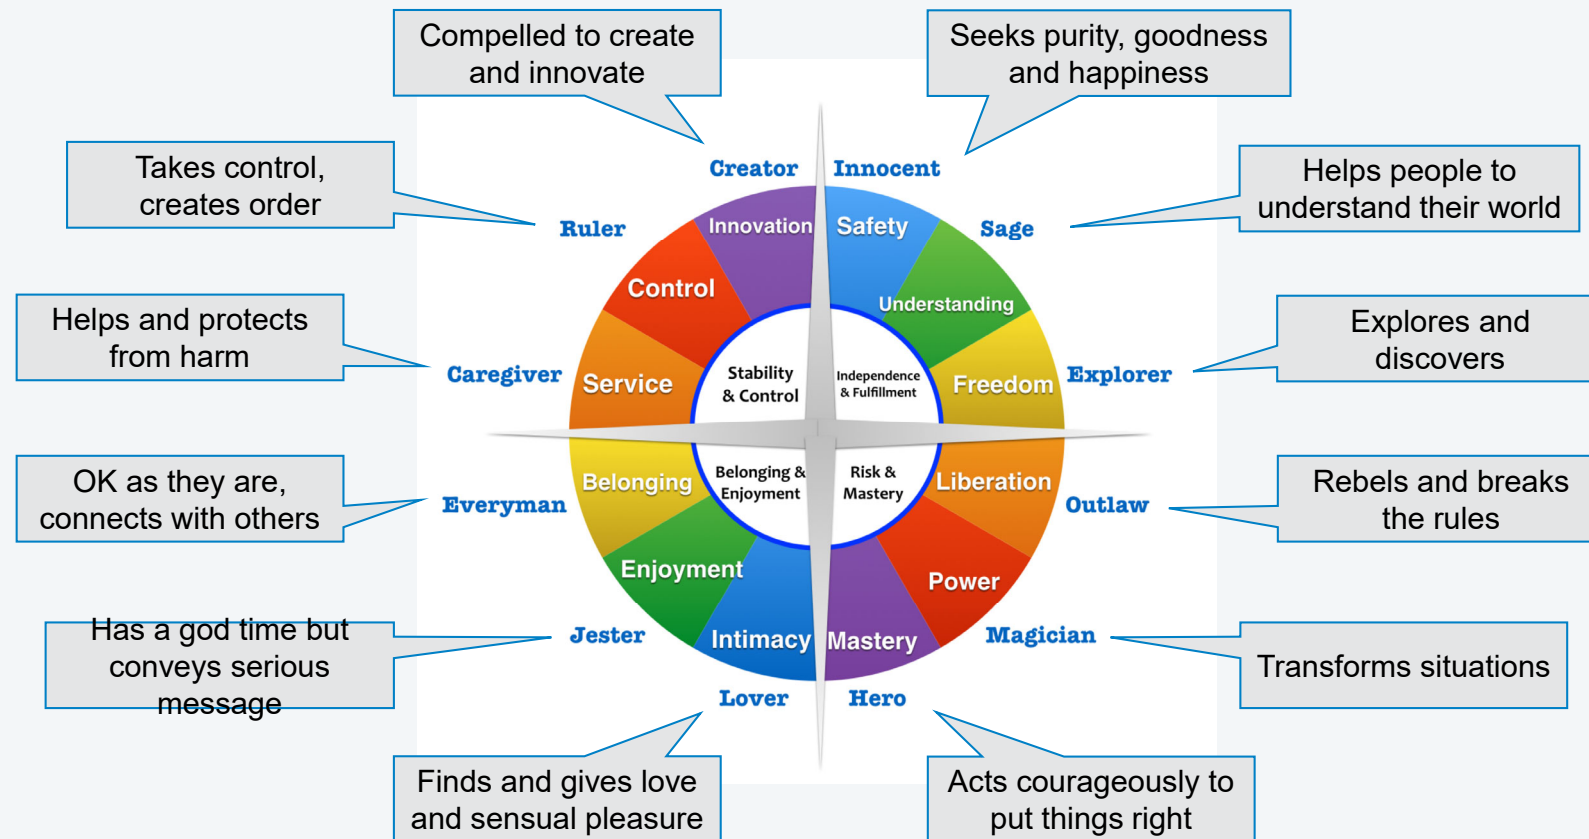 Compelled to create
and innovate
Seeks purity, goodness
and happiness
Takes control,
creates order
Creator
Innocent
Helps people to
understand their world
Ruler
Innovation
Safety
Sage
Control
Understanding
Helps and protects
from harm
Explores and
discovers
Caregiver
Service
Stability
& Control
Independence
& Fulfillment
Freedom
Explorer
OK as they are,
connects with others
Everyman
Belonging
Belonging &
Enjoyment
Risk &
Mastery
Liberation
Outlaw
Rebels and breaks
the rules
Enjoyment
Power
Has a god time but
conveys serious
message
Jester
Intimacy
Mastery
Magician
Transforms situations
Lover
Hero
Finds and gives love
and sensual pleasure
Acts courageously to
put things right